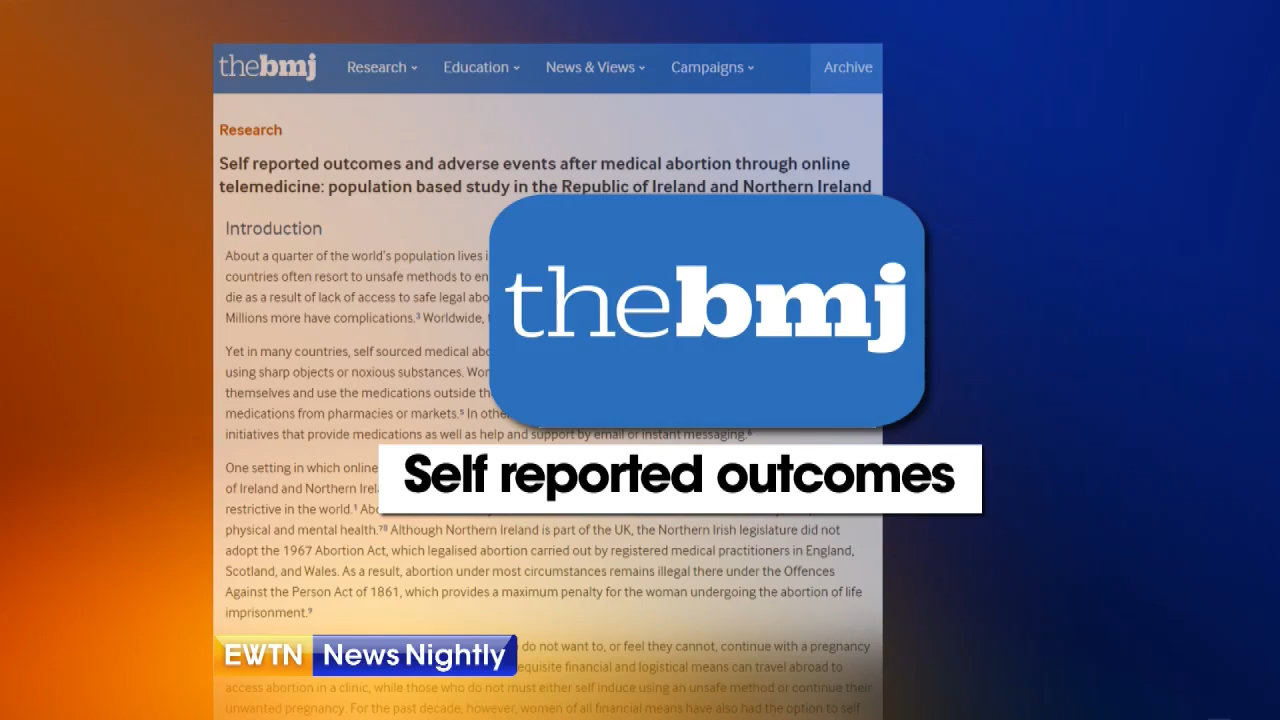 thebmj Research Education News & Views Campaigns Archive
Research
Self reported outcomes and adverse events after medical abortion through online
telemedicine: population based study in the Republic of Ireland and Northern Ireland
Introduction
About a quarter of the world's population lives
countries often resort to unsafe methods to
die as a result of lack of access to safe legal
Millions more have complications.³ Worldwide,
thebmj
Yet in many countries, self sourced medical
using sharp objects or noxious substances.
themselves and use the medications outside
medications from pharmacies or markets.⁵ In
initiatives that provide medications as well as help and support by email or instant messaging.⁶
Self reported outcomes
One setting in which online
of Ireland and Northern
restrictive in the world.¹
physical and mental health.⁷⁸ Although Northern Ireland is part of the UK, the Northern Irish legislature did not
adopt the 1967 Abortion Act, which legalised abortion carried out by registered medical practitioners in England,
Scotland, and Wales. As a result, abortion under most circumstances remains illegal there under the Offences
Against the Person Act of 1861, which provides a maximum penalty for the woman undergoing the abortion of life
imprisonment.⁹
EWTN News Nightly
do not want to, or feel they cannot, continue with a pregnancy
financial and logistical means can travel abroad to
access abortion in a clinic, while those who do not must either self induce using an unsafe method or continue their
unwanted pregnancy. For the past decade, however, women of all financial means have also had the option to self